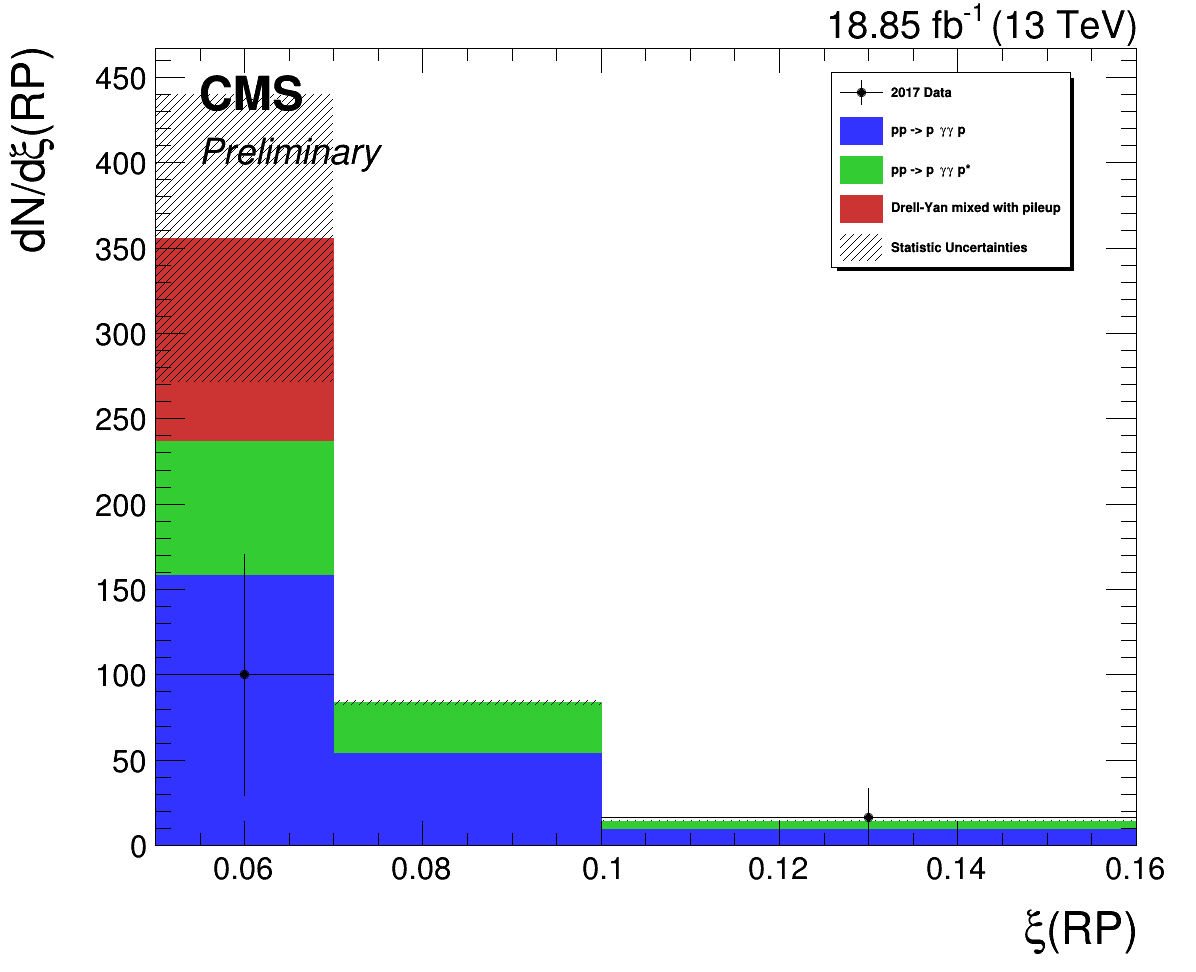 18.85 fb⁻¹ (13 TeV)
dN/dξ(RP)
CMS
Preliminary
2017 Data
pp -> p γγ p
pp -> p γγ p*
Drell-Yan mixed with pileup
Statistic Uncertainties
450
400
350
300
250
200
150
100
50
0
0.06 0.08 0.1 0.12 0.14 0.16
ξ(RP)